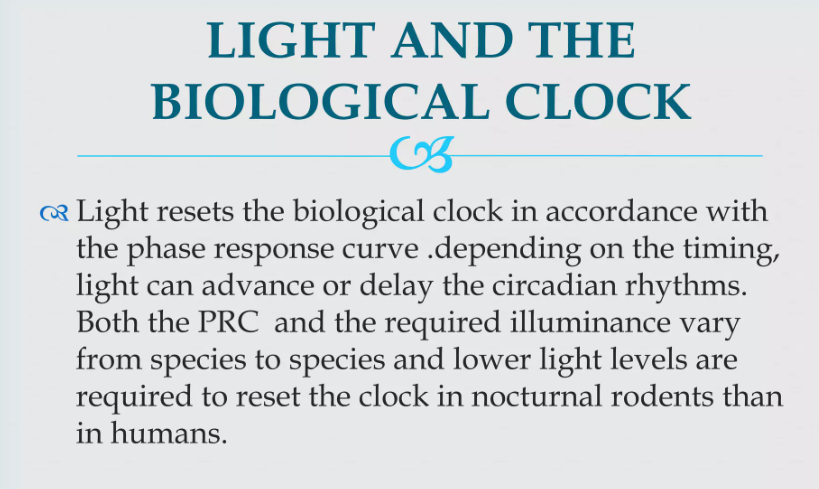 LIGHT AND THE
BIOLOGICAL CLOCK
Light resets the biological clock in accordance with
the phase response curve .depending on the timing,
light can advance or delay the circadian rhythms.
Both the PRC  and the required illuminance vary
from species to species and lower light levels are
required to reset the clock in nocturnal rodents than
in humans.